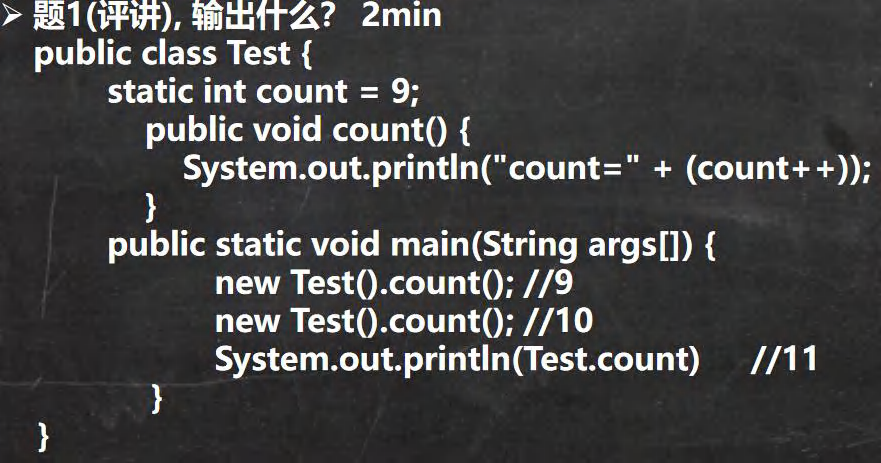 ➢ 题1(评讲), 输出什么? 2min
public class Test {
static int count = 9;
public void count() {
System.out.println("count=" + (count++));
}
public static void main(String args[]) {
new Test().count(); //9
new Test().count(); //10
System.out.println(Test.count) //11
}
}